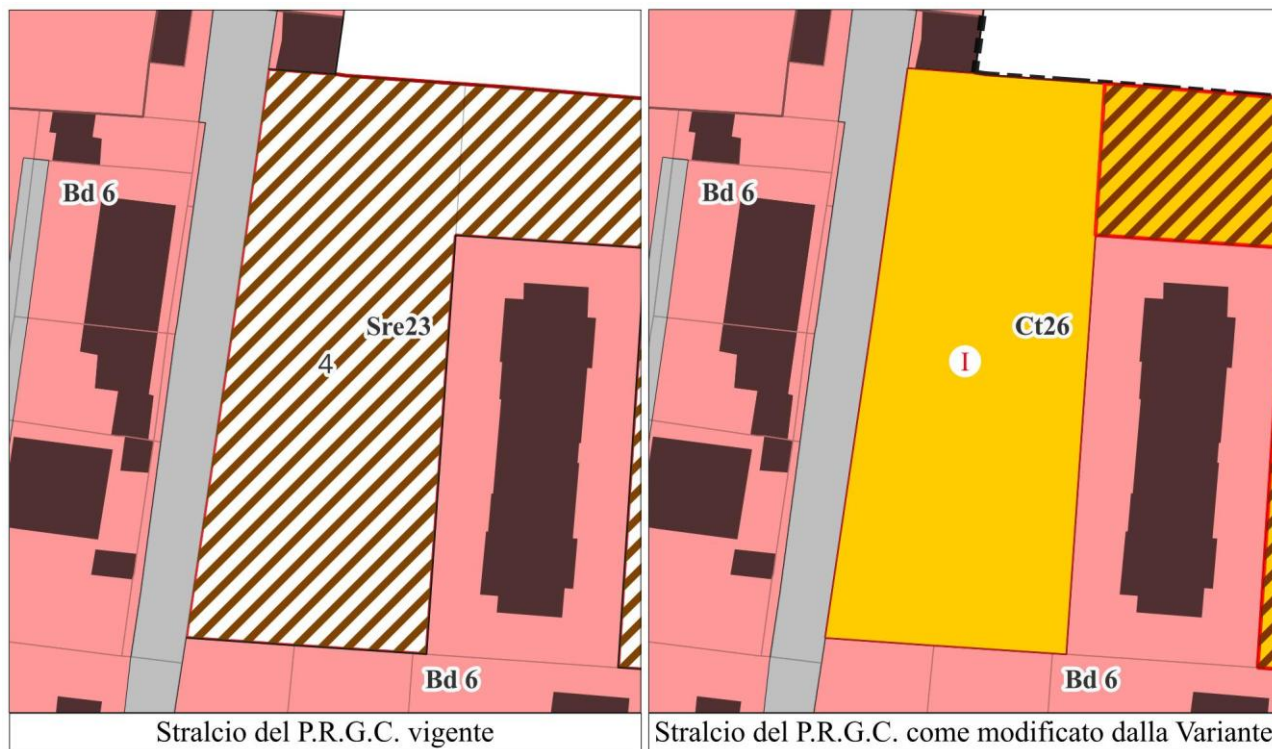 Bd 6
Sre23
4
Bd 6
Stralcio del P.R.G.C. vigente
Bd 6
Ct26
I
Bd 6
Stralcio del P.R.G.C. come modificato dalla Variante